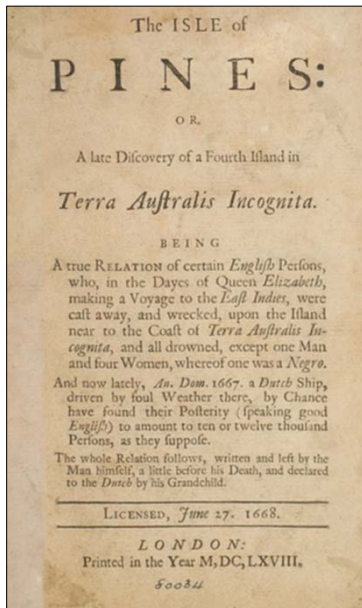 The ISLE of
PINES:
OR,
A late Diſcovery of a Fourth Iſland in
Terra Auſtralis Incognita.
BEING
A true RELATION of certain Engliſh Perſons,
who, in the Dayes of Queen Elizabeth,
making a Voyage to the Eaſt Indies, were
caſt away, and wrecked, upon the Iſland
near to the Coaſt of Terra Auſtralis In-
cognita, and all drowned, except one Man
and four Women, whereof one was a Negro.
And now lately, An. Dom. 1667. a Dutch Ship,
driven by foul Weather there, by Chance
have found their Poſterity (ſpeaking good
Engliſh) to amount to ten or twelve thouſand
Perſons, as they ſuppoſe.
The whole Relation follows, written and left by the
Man himſelf, a little before his Death, and declared
to the Dutch by his Grandchild.
LICENSED, June 27. 1668.
LONDON:
Printed in the Year M,DC,LXVIII.
80084